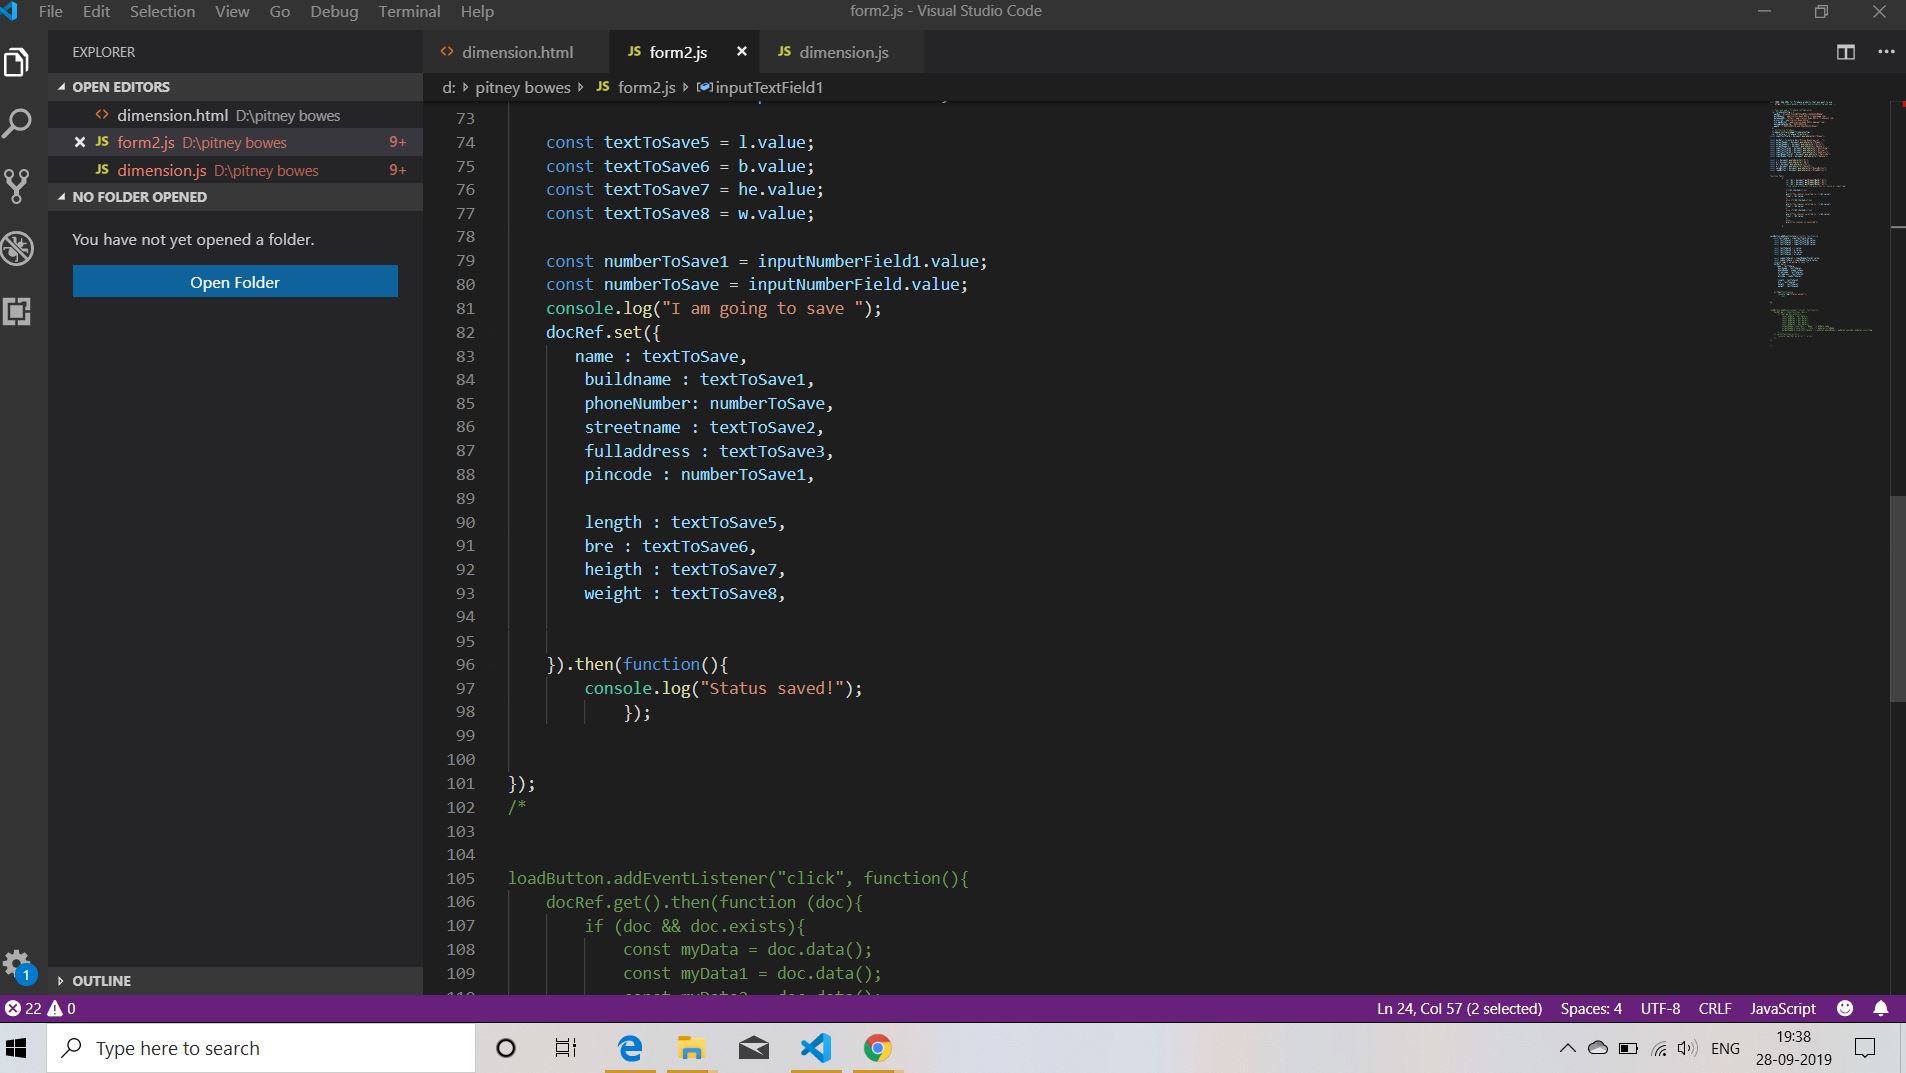 File Edit Selection View Go Debug Terminal Help
form2.js - Visual Studio Code
EXPLORER
OPEN EDITORS
dimension.html D:\pitney bowes
JS form2.js D:\pitney bowes 9+
JS dimension.js D:\pitney bowes 9+
NO FOLDER OPENED
You have not yet opened a folder.
Open Folder
OUTLINE
dimension.html JS form2.js JS dimension.js
d: pitney bowes JS form2.js inputTextField1
73
74 const textToSave5 = l.value;
75 const textToSave6 = b.value;
76 const textToSave7 = he.value;
77 const textToSave8 = w.value;
78
79 const numberToSave1 = inputNumberField1.value;
80 const numberToSave = inputNumberField.value;
81 console.log("I am going to save ");
82 docRef.set({
83 name : textToSave,
84 buildname : textToSave1,
85 phoneNumber: numberToSave,
86 streetname : textToSave2,
87 fulladdress : textToSave3,
88 pincode : numberToSave1,
89
90 length : textToSave5,
91 bre : textToSave6,
92 heigth : textToSave7,
93 weight : textToSave8,
94
95
96 }).then(function(){
97 console.log("Status saved!");
98 });
99
100
101 });
102 /*
103
104
105 loadButton.addEventListener("click", function(){
106 docRef.get().then(function (doc){
107 if (doc && doc.exists){
108 const myData = doc.data();
109 const myData1 = doc.data();
1
22 0
Ln 24, Col 57 (2 selected) Spaces: 4 UTF-8 CRLF JavaScript
Type here to search
ENG
19:38
28-09-2019